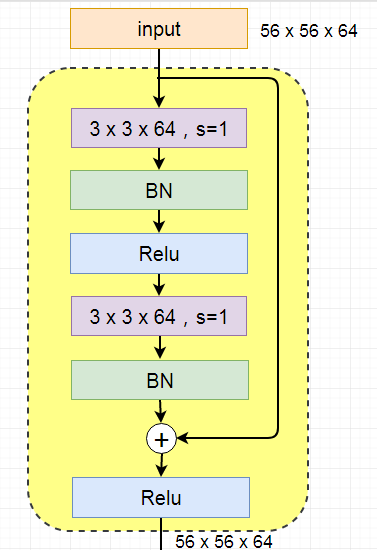 input
56 x 56 x 64
3 x 3 x 64 , s=1
BN
Relu
3 x 3 x 64 , s=1
BN
+
Relu
56 x 56 x 64